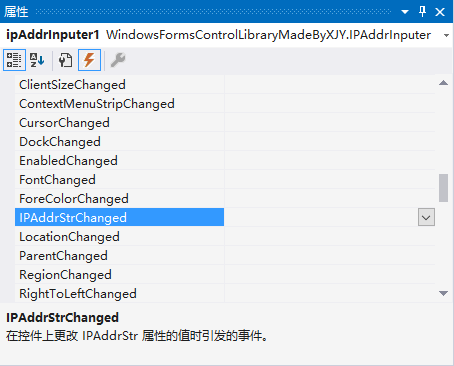 属性
ipAddrInputer1 WindowsFormsControlLibraryMadeByXJY.IPAddrInputer
ClientSizeChanged
ContextMenuStripChanged
CursorChanged
DockChanged
EnabledChanged
FontChanged
ForeColorChanged
IPAddrStrChanged
LocationChanged
ParentChanged
RegionChanged
RightToLeftChanged
IPAddrStrChanged
在控件上更改 IPAddrStr 属性的值时引发的事件。